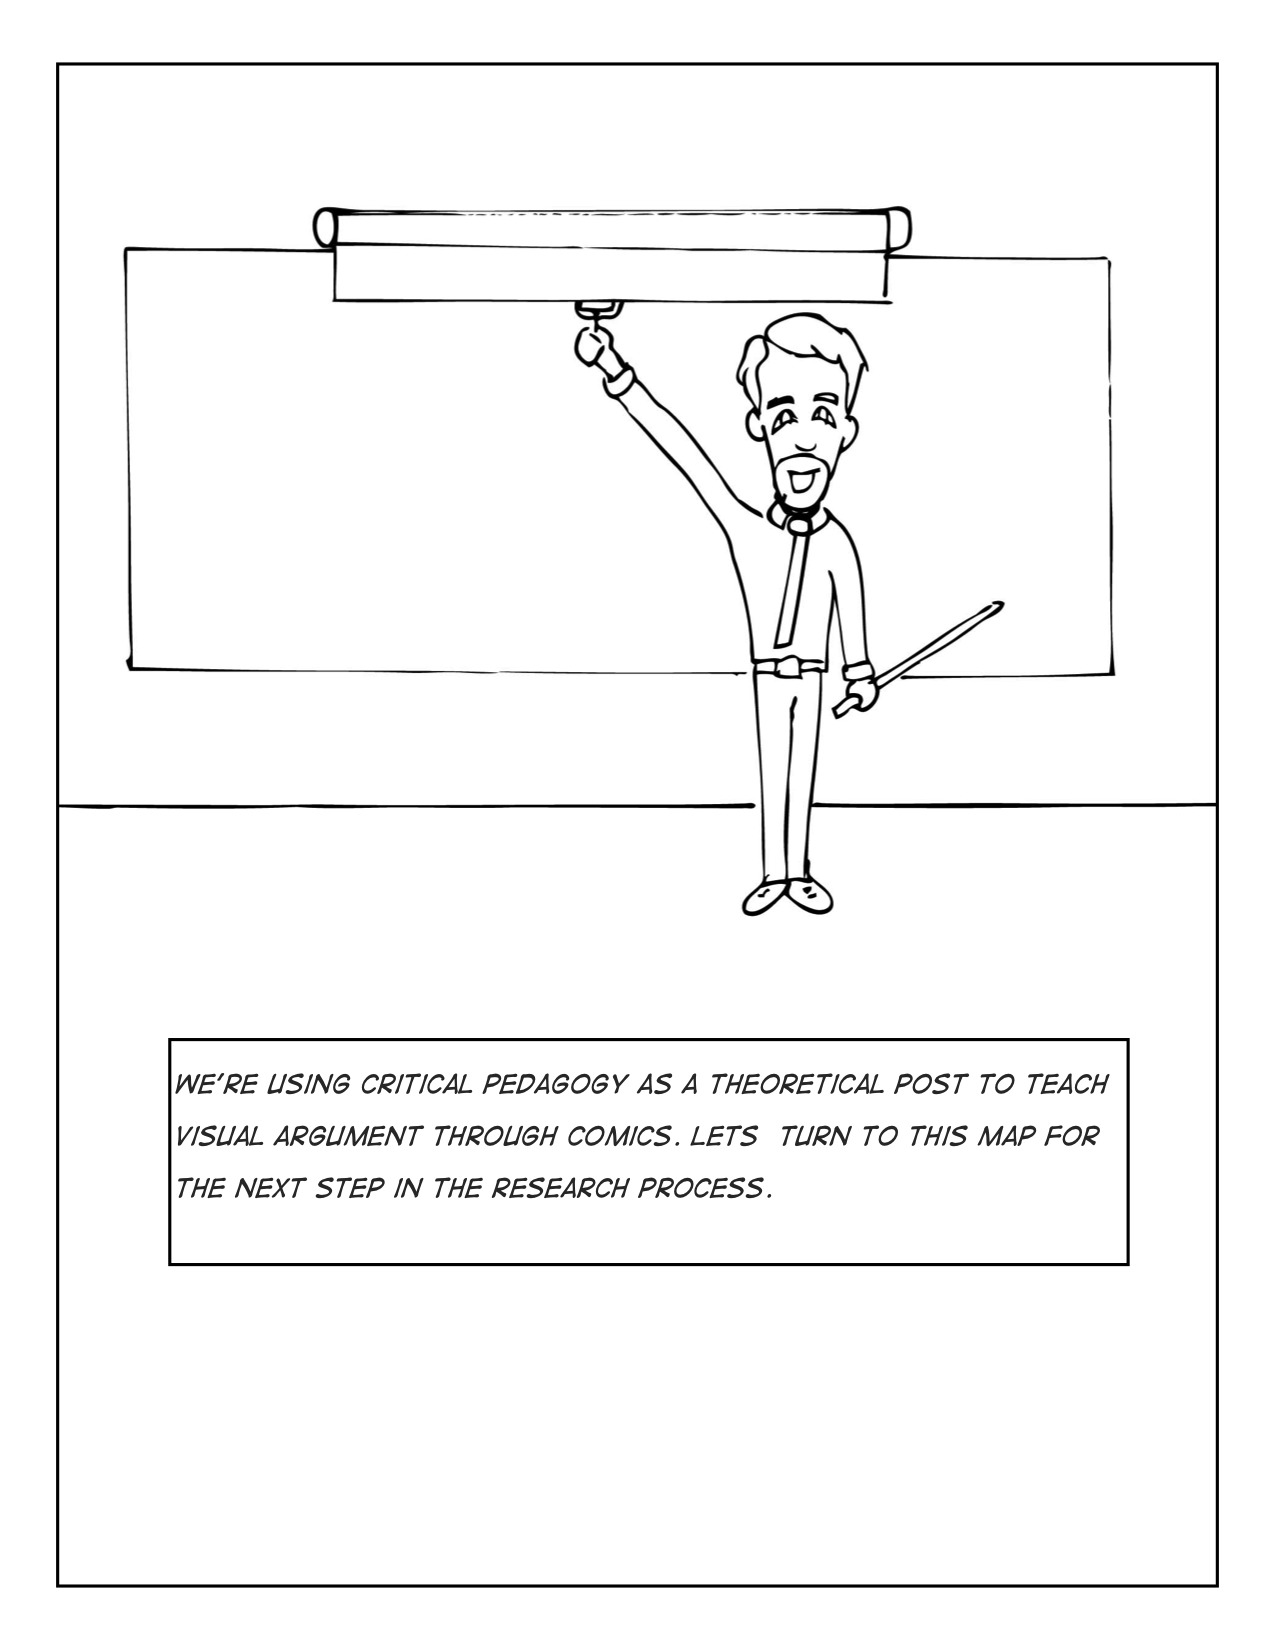 WE'RE USING CRITICAL PEDAGOGY AS A THEORETICAL POST TO TEACH
VISUAL ARGUMENT THROUGH COMICS. LETS TURN TO THIS MAP FOR
THE NEXT STEP IN THE RESEARCH PROCESS.